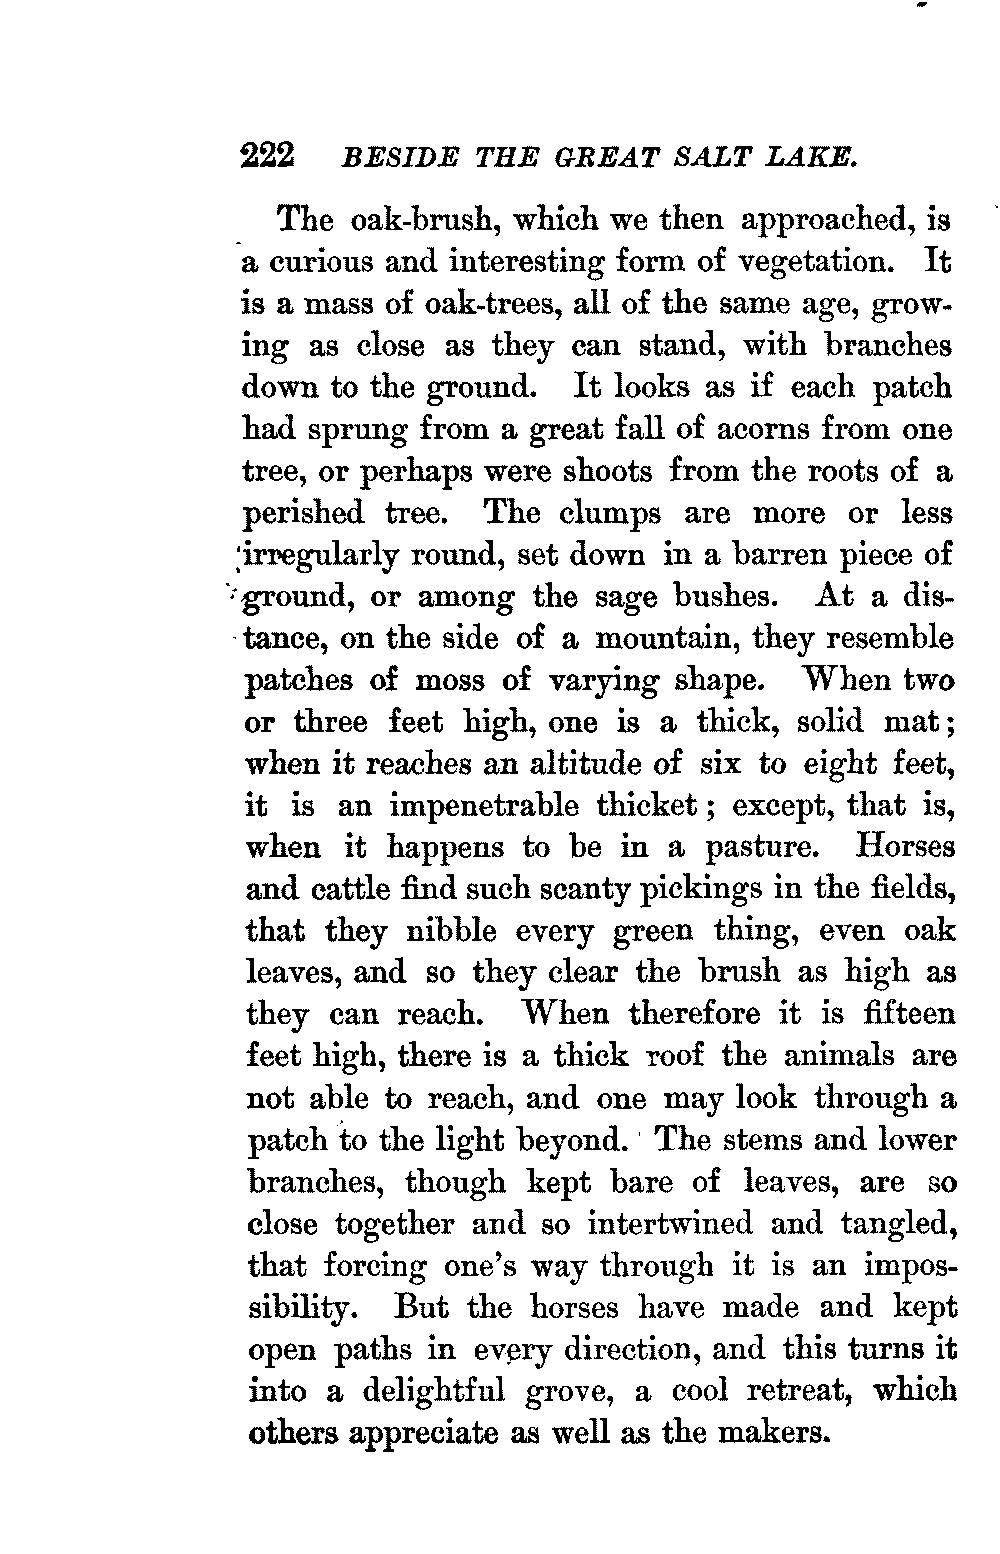 222 BESIDE THE GREAT SALT LAKE.
The oak-brush, which we then approached, is
a curious and interesting form of vegetation. It
is a mass of oak-trees, all of the same age, grow-
ing as close as they can stand, with branches
down to the ground. It looks as if each patch
had sprung from a great fall of acorns from one
tree, or perhaps were shoots from the roots of a
perished tree. The clumps are more or less
irregularly round, set down in a barren piece of
ground, or among the sage bushes. At a dis-
tance, on the side of a mountain, they resemble
patches of moss of varying shape. When two
or three feet high, one is a thick, solid mat;
when it reaches an altitude of six to eight feet,
it is an impenetrable thicket; except, that is,
when it happens to be in a pasture. Horses
and cattle find such scanty pickings in the fields,
that they nibble every green thing, even oak
leaves, and so they clear the brush as high as
they can reach. When therefore it is fifteen
feet high, there is a thick roof the animals are
not able to reach, and one may look through a
patch to the light beyond. The stems and lower
branches, though kept bare of leaves, are so
close together and so intertwined and tangled,
that forcing one's way through it is an impos-
sibility. But the horses have made and kept
open paths in every direction, and this turns it
into a delightful grove, a cool retreat, which
others appreciate as well as the makers.